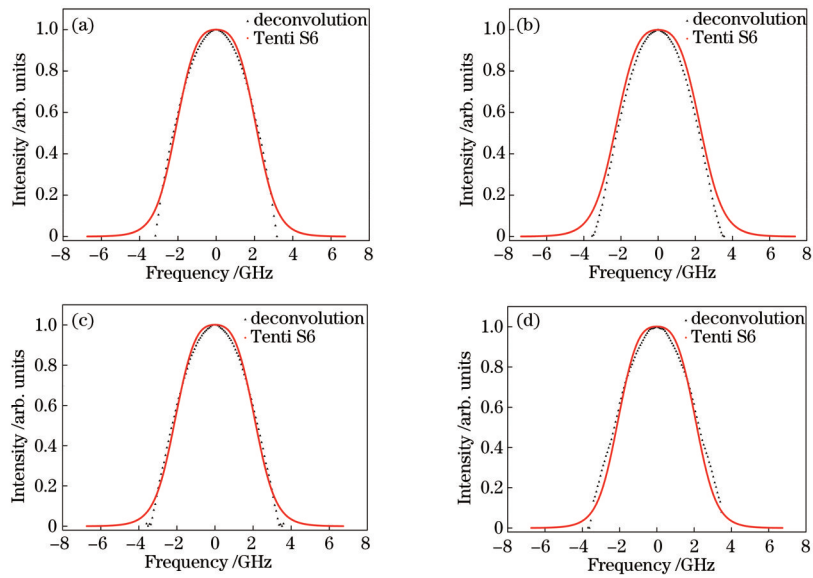 (a)
deconvolution
Tenti S6
1.0
0.8
0.6
0.4
0.2
0
Intensity /arb. units
−8 −6 −4 −2 0 2 4 6 8
Frequency /GHz
(b)
deconvolution
Tenti S6
1.0
0.8
0.6
0.4
0.2
0
Intensity /arb. units
−8 −6 −4 −2 0 2 4 6 8
Frequency /GHz
(c)
deconvolution
Tenti S6
1.0
0.8
0.6
0.4
0.2
0
Intensity /arb. units
−8 −6 −4 −2 0 2 4 6 8
Frequency /GHz
(d)
deconvolution
Tenti S6
1.0
0.8
0.6
0.4
0.2
0
Intensity /arb. units
−8 −6 −4 −2 0 2 4 6 8
Frequency /GHz